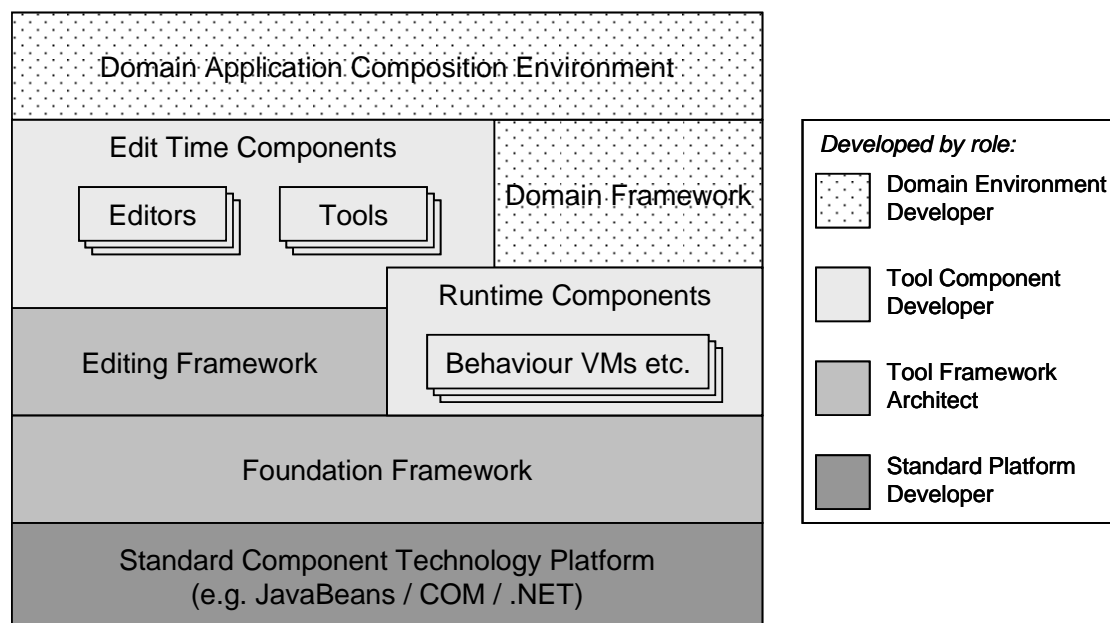 Domain Application Composition Environment
Edit Time Components
Editors
Tools
Domain Framework
Runtime Components
Behaviour VMs etc.
Editing Framework
Foundation Framework
Standard Component Technology Platform
(e.g. JavaBeans / COM / .NET)
Developed by role:
Domain Environment
Developer
Tool Component
Developer
Tool Framework
Architect
Standard Platform
Developer